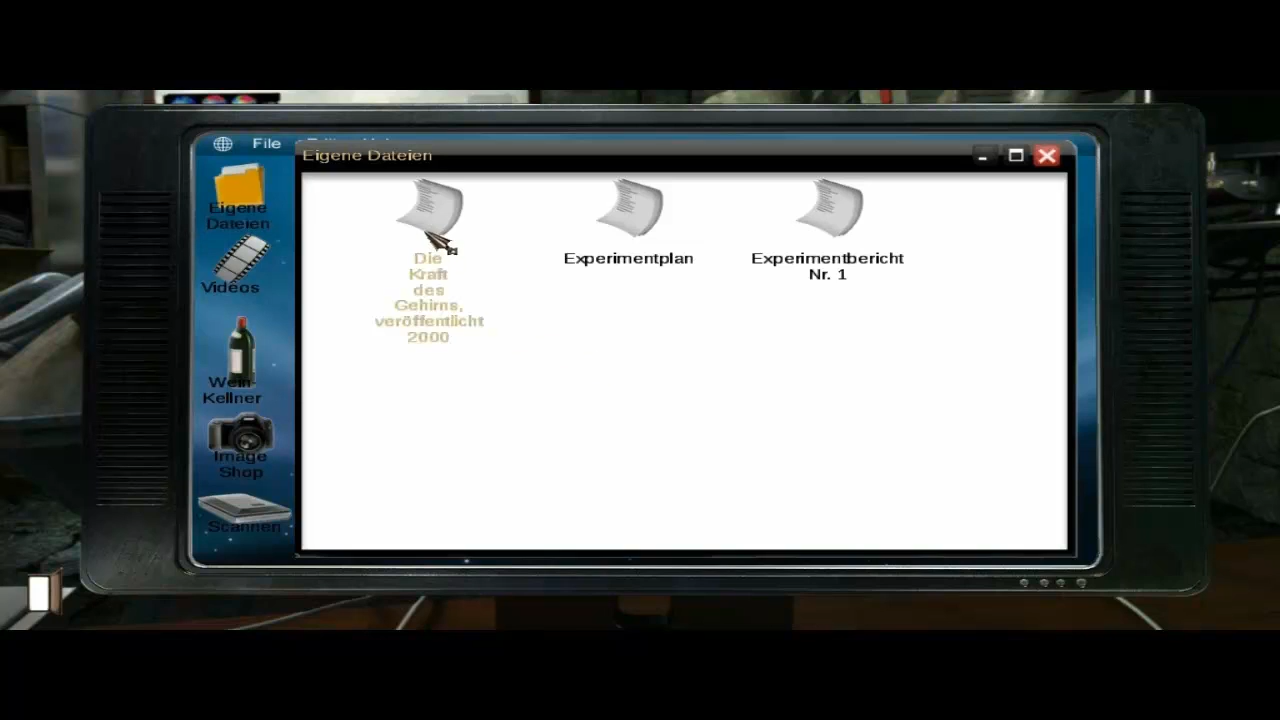 File
Eigene Dateien
Eigene
Dateien
Videos
Wein-
Kellner
Image
Shop
Scannen
Die
Kraft
des
Gehirns,
veröffentlicht
2000
Experimentplan
Experimentbericht
Nr. 1